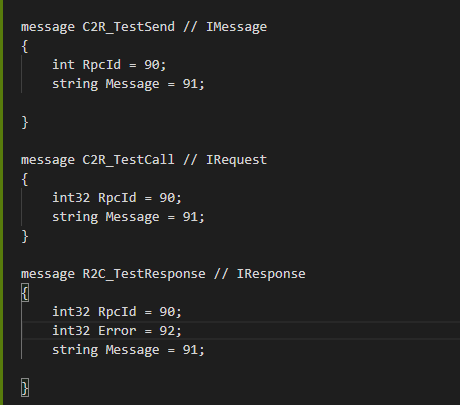 message C2R_TestSend // IMessage
{
int RpcId = 90;
string Message = 91;
}
message C2R_TestCall // IRequest
{
int32 RpcId = 90;
string Message = 91;
}
message R2C_TestResponse // IResponse
{
int32 RpcId = 90;
int32 Error = 92;
string Message = 91;
}